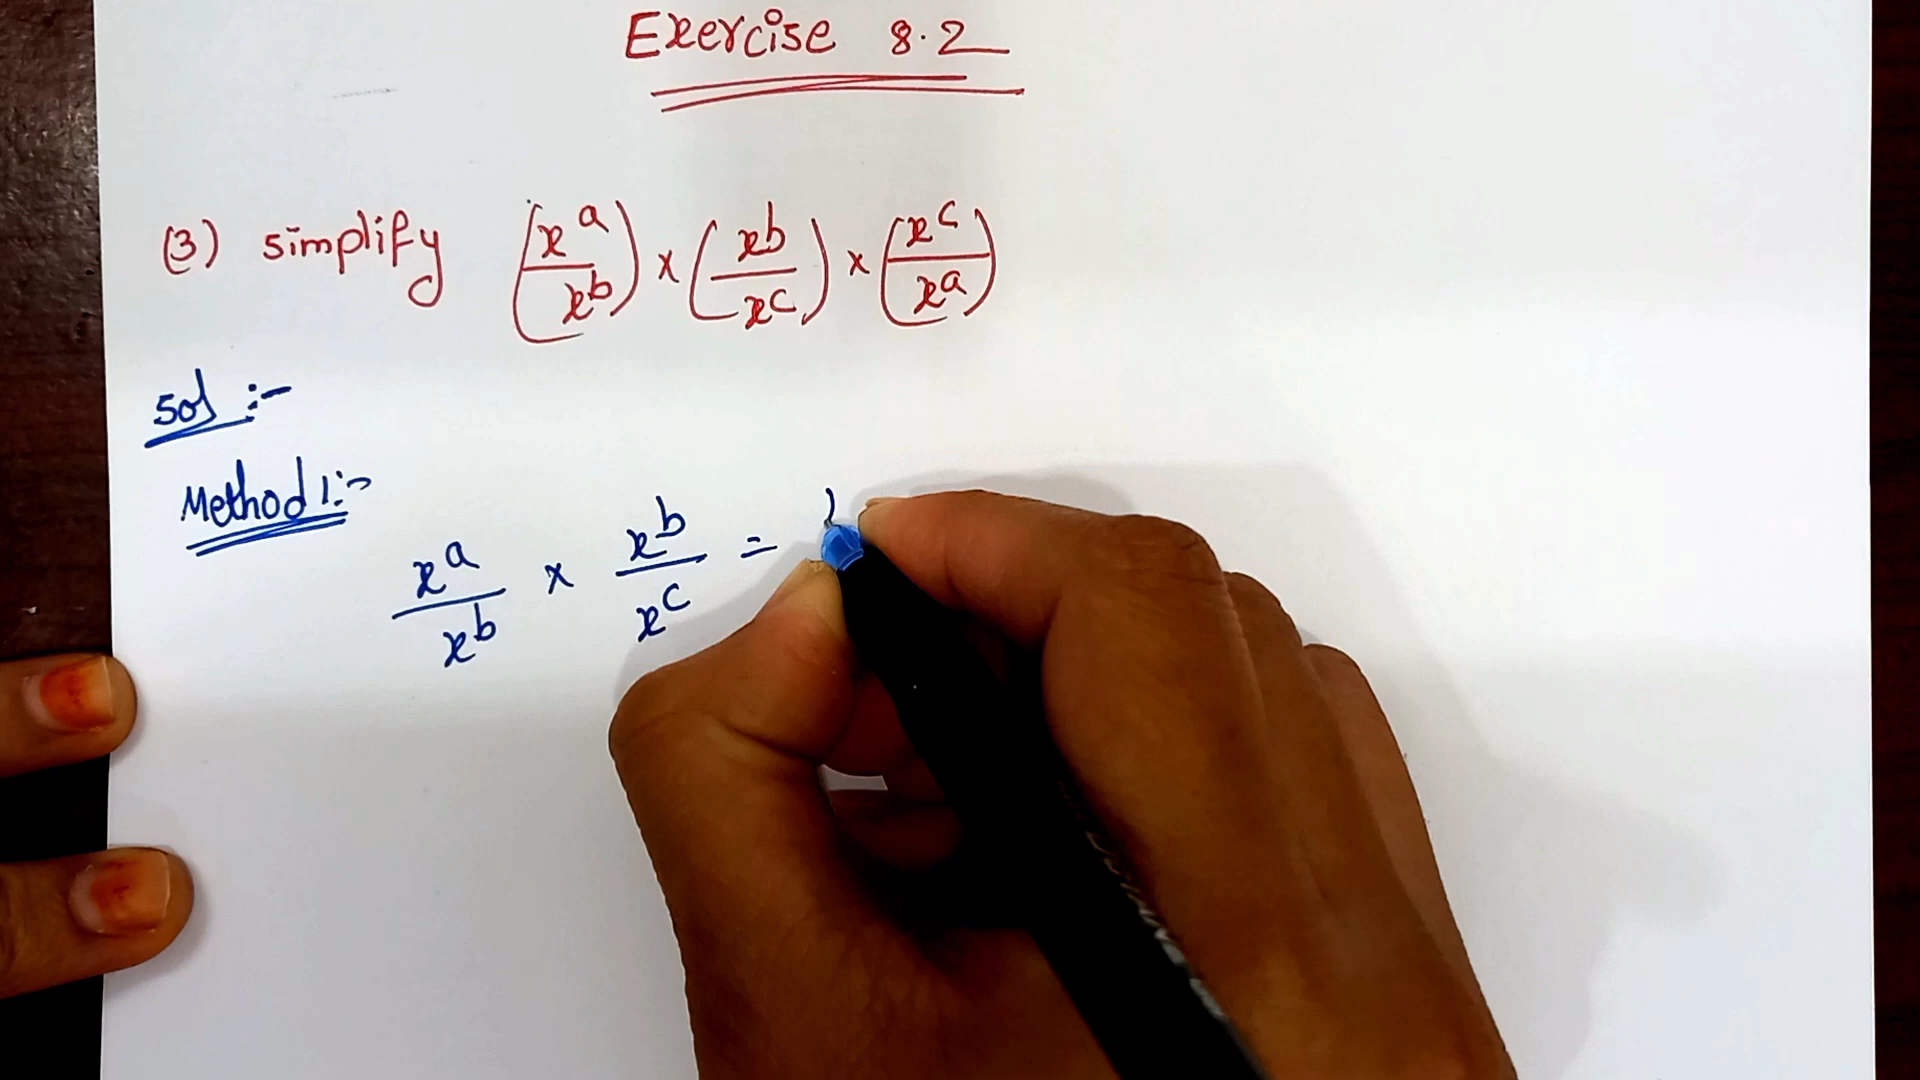 Exercise 8.2
(3) simplify (x^a/x^b) × (x^b/x^c) × (x^c/x^a)
Sol :-
Method 1:-
x^a/x^b × x^b/x^c =